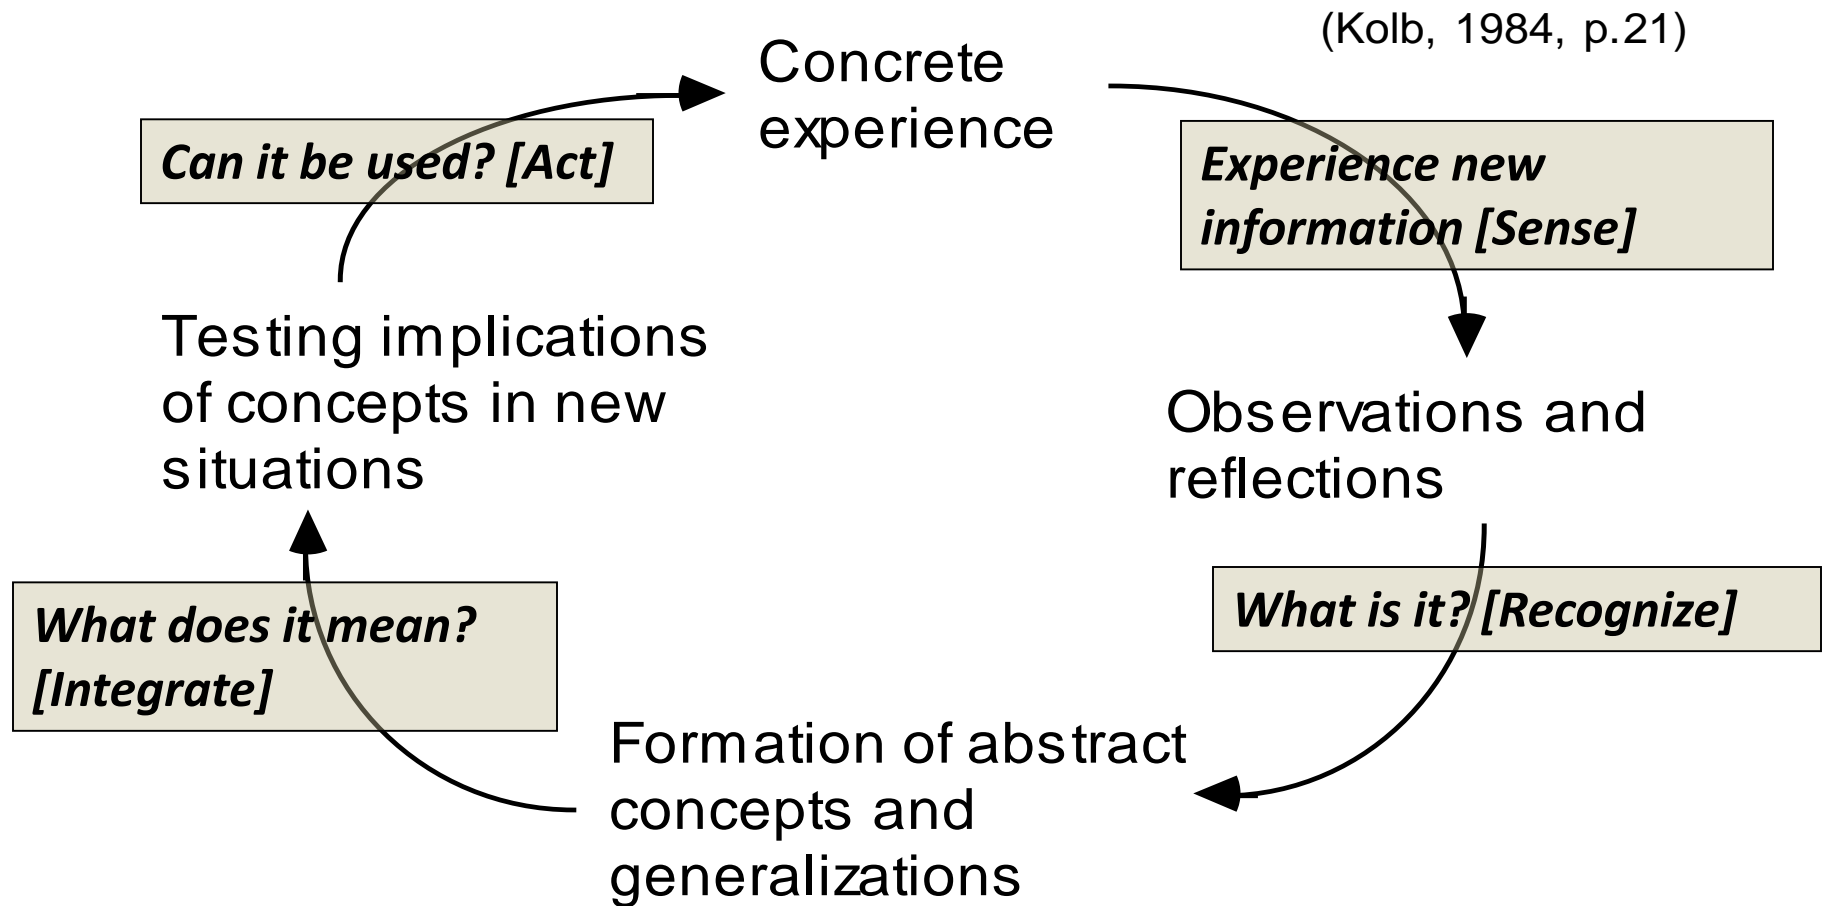 (Kolb, 1984, p.21)
Concrete
experience
Experience new
information [Sense]
Observations and
reflections
What is it? [Recognize]
Formation of abstract
concepts and
generalizations
What does it mean?
[Integrate]
Testing implications
of concepts in new
situations
Can it be used? [Act]